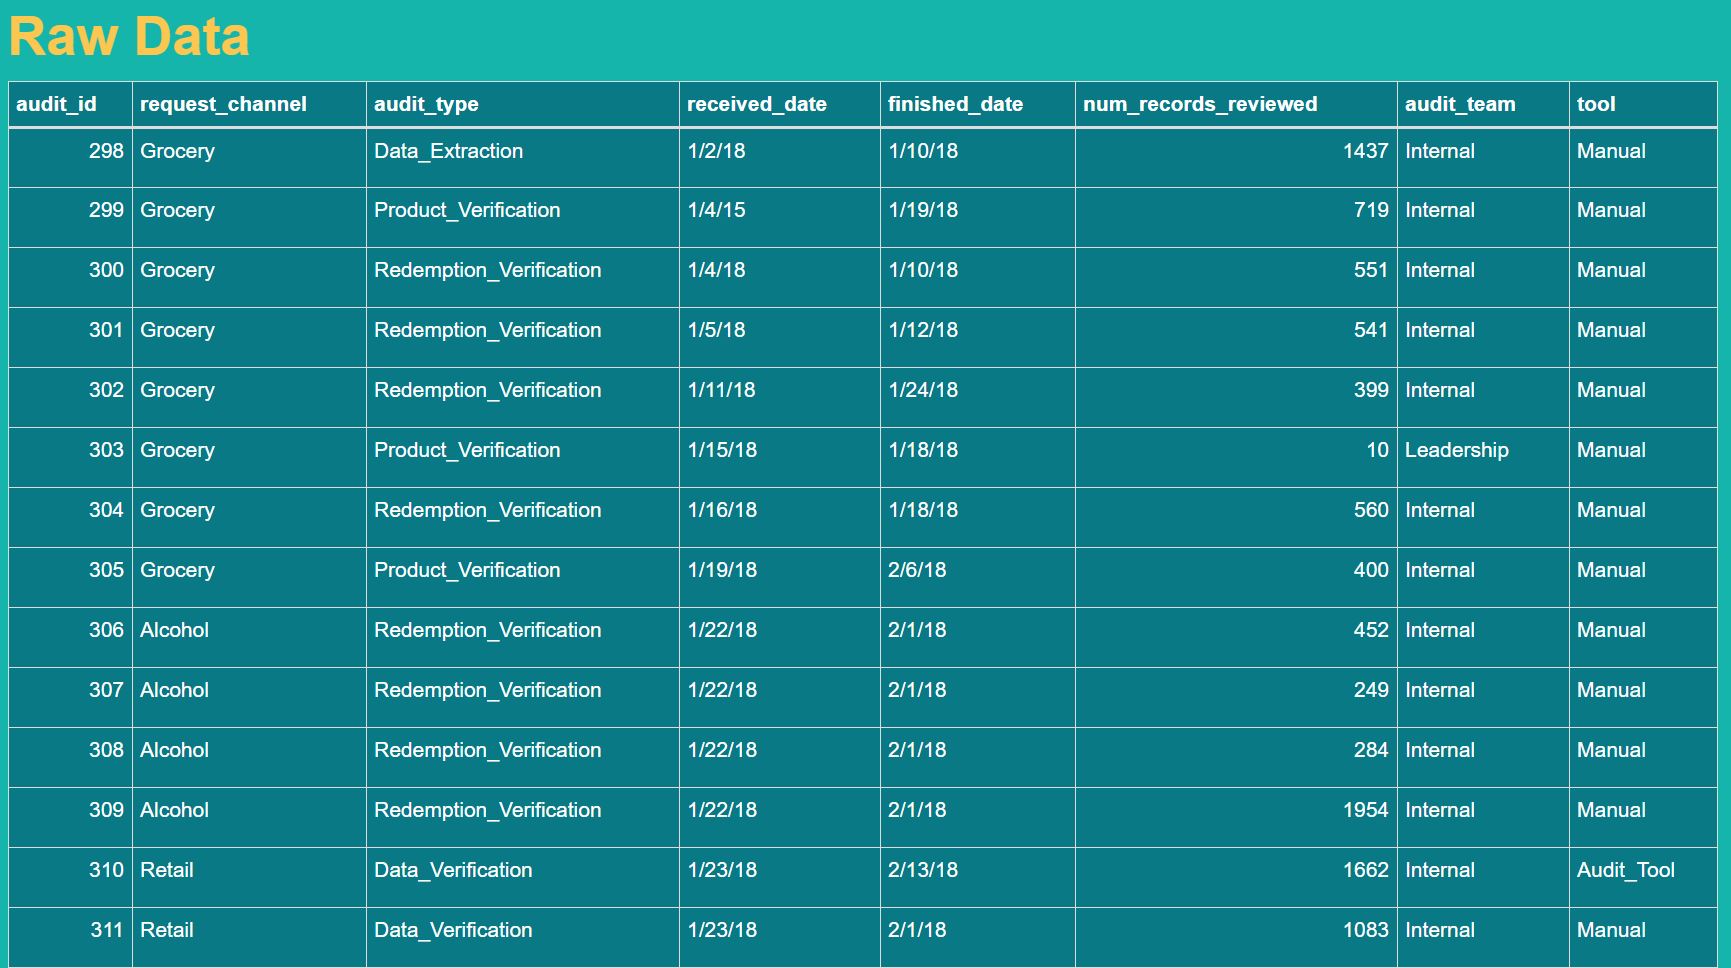 Raw Data
audit_id request_channel audit_type received_date finished_date num_records_reviewed audit_team tool
298 Grocery Data_Extraction 1/2/18 1/10/18 1437 Internal Manual
299 Grocery Product_Verification 1/4/15 1/19/18 719 Internal Manual
300 Grocery Redemption_Verification 1/4/18 1/10/18 551 Internal Manual
301 Grocery Redemption_Verification 1/5/18 1/12/18 541 Internal Manual
302 Grocery Redemption_Verification 1/11/18 1/24/18 399 Internal Manual
303 Grocery Product_Verification 1/15/18 1/18/18 10 Leadership Manual
304 Grocery Redemption_Verification 1/16/18 1/18/18 560 Internal Manual
305 Grocery Product_Verification 1/19/18 2/6/18 400 Internal Manual
306 Alcohol Redemption_Verification 1/22/18 2/1/18 452 Internal Manual
307 Alcohol Redemption_Verification 1/22/18 2/1/18 249 Internal Manual
308 Alcohol Redemption_Verification 1/22/18 2/1/18 284 Internal Manual
309 Alcohol Redemption_Verification 1/22/18 2/1/18 1954 Internal Manual
310 Retail Data_Verification 1/23/18 2/13/18 1662 Internal Audit_Tool
311 Retail Data_Verification 1/23/18 2/1/18 1083 Internal Manual